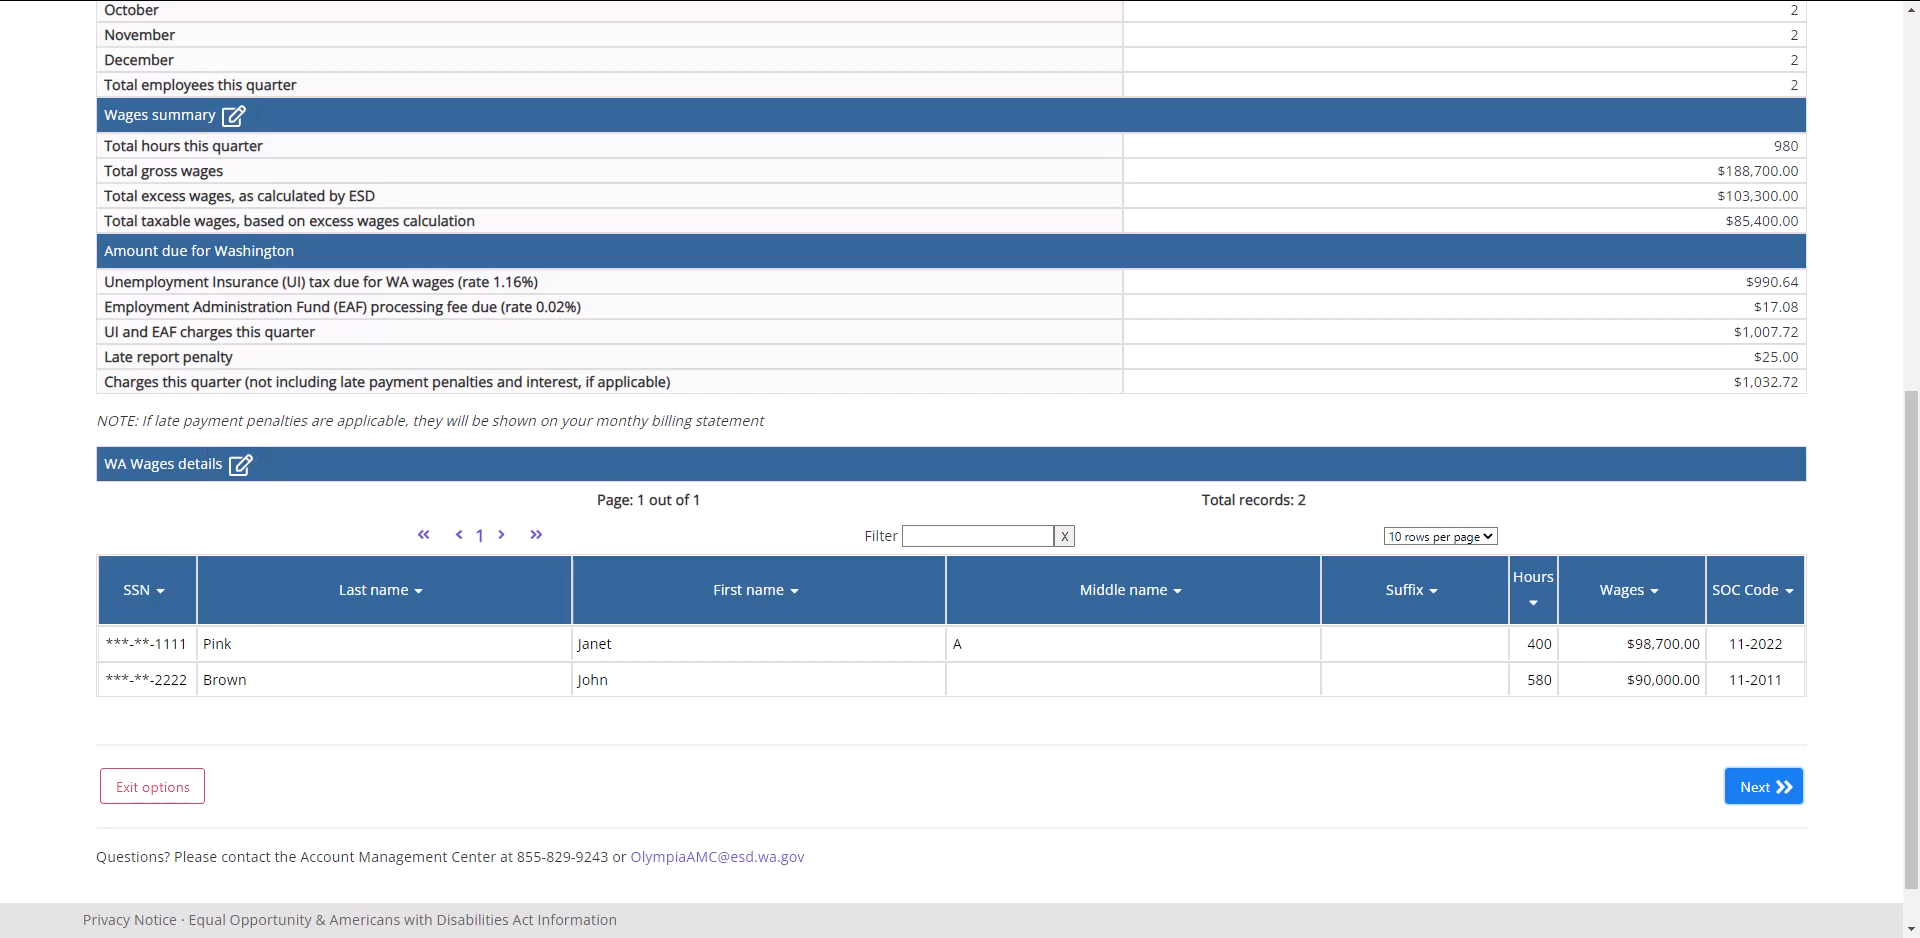 October 2
November 2
December 2
Total employees this quarter 2
Wages summary
Total hours this quarter 980
Total gross wages $188,700.00
Total excess wages, as calculated by ESD $103,300.00
Total taxable wages, based on excess wages calculation $85,400.00
Amount due for Washington
Unemployment Insurance (UI) tax due for WA wages (rate 1.16%) $990.64
Employment Administration Fund (EAF) processing fee due (rate 0.02%) $17.08
UI and EAF charges this quarter $1,007.72
Late report penalty $25.00
Charges this quarter (not including late payment penalties and interest, if applicable) $1,032.72
NOTE: If late payment penalties are applicable, they will be shown on your monthy billing statement
WA Wages details
Page: 1 out of 1 Total records: 2
« < 1 > » Filter X 10 rows per page
SSN Last name First name Middle name Suffix Hours Wages SOC Code
***-**-1111 Pink Janet A 400 $98,700.00 11-2022
***-**-2222 Brown John 580 $90,000.00 11-2011
Exit options Next
Questions? Please contact the Account Management Center at 855-829-9243 or OlympiaAMC@esd.wa.gov
Privacy Notice · Equal Opportunity & Americans with Disabilities Act Information